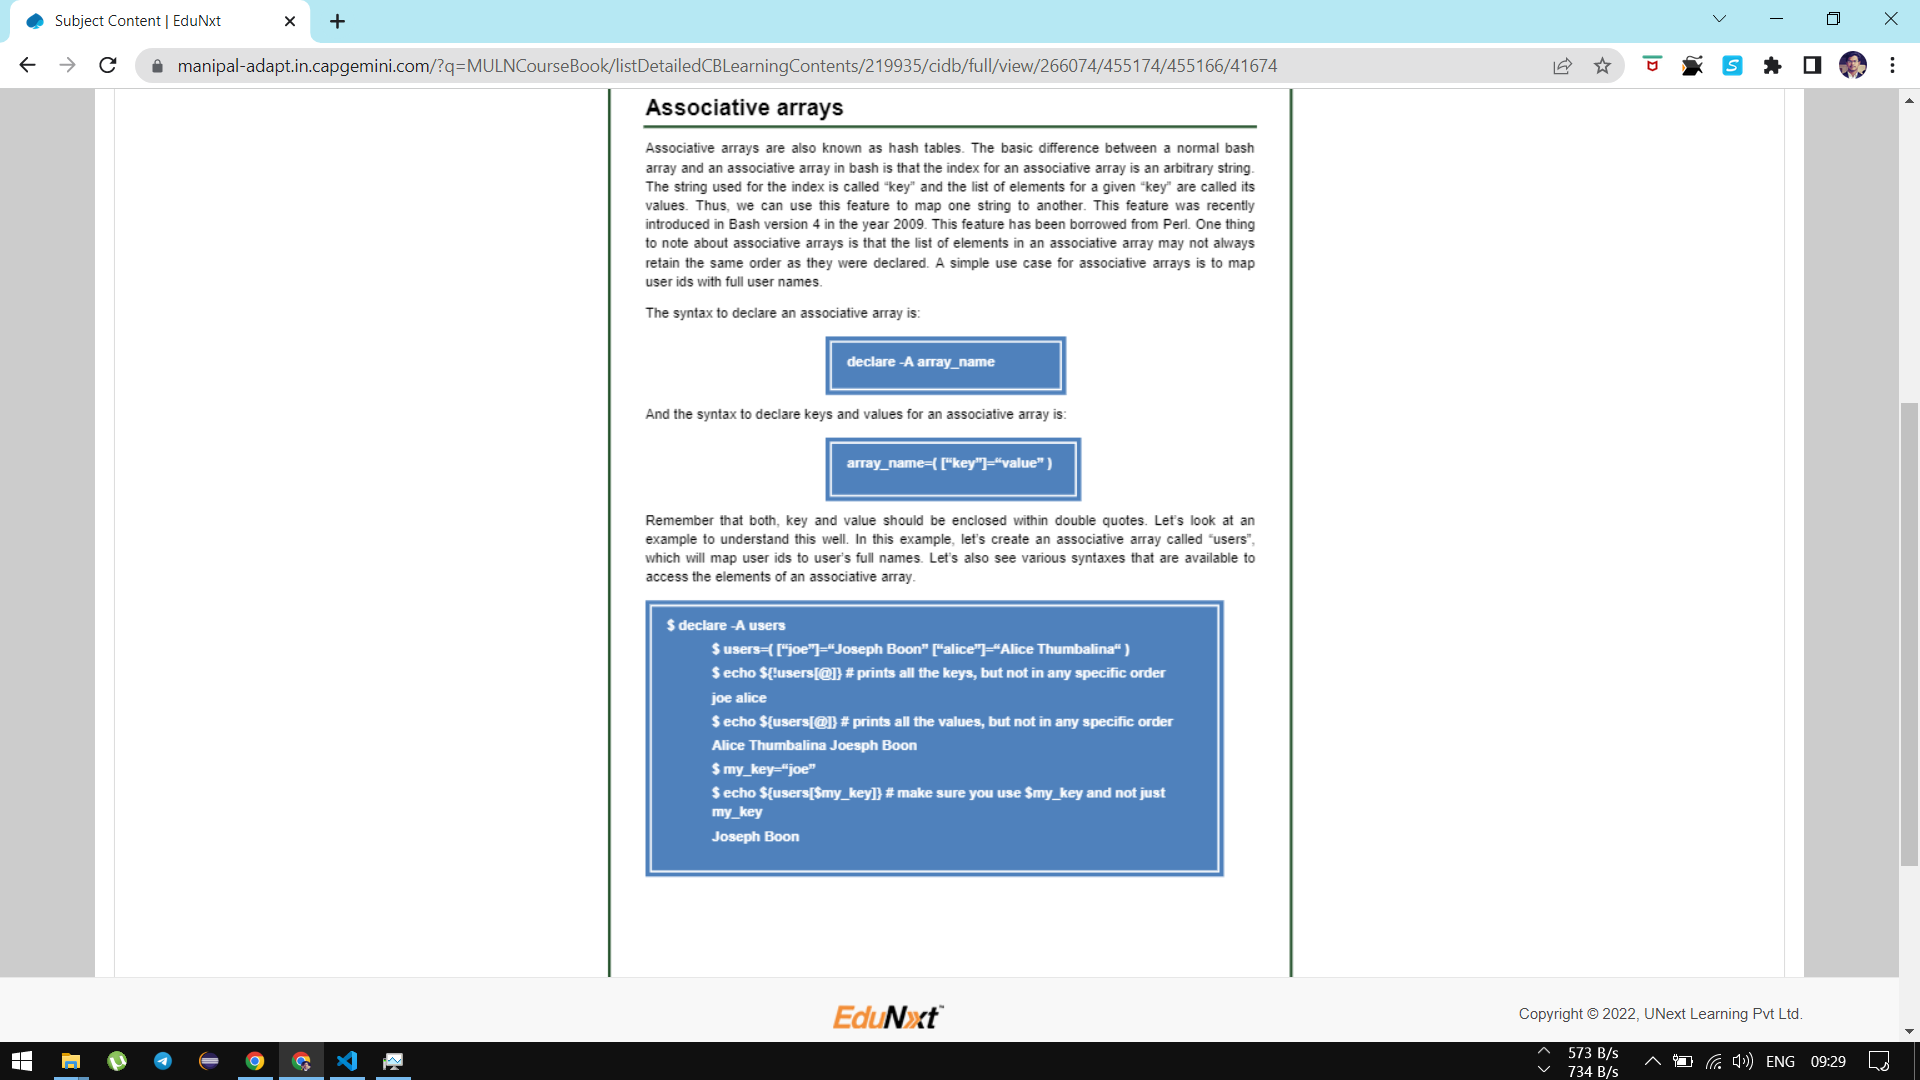 Subject Content | EduNxt
manipal-adapt.in.capgemini.com/?q=MULNCourseBook/listDetailedCBLearningContents/219935/cidb/full/view/266074/455174/455166/41674
Associative arrays
Associative arrays are also known as hash tables. The basic difference between a normal bash
array and an associative array in bash is that the index for an associative array is an arbitrary string.
The string used for the index is called “key” and the list of elements for a given “key” are called its
values. Thus, we can use this feature to map one string to another. This feature was recently
introduced in Bash version 4 in the year 2009. This feature has been borrowed from Perl. One thing
to note about associative arrays is that the list of elements in an associative array may not always
retain the same order as they were declared. A simple use case for associative arrays is to map
user ids with full user names.
The syntax to declare an associative array is:
declare -A array_name
And the syntax to declare keys and values for an associative array is:
array_name=( [“key”]=“value” )
Remember that both, key and value should be enclosed within double quotes. Let’s look at an
example to understand this well. In this example, let’s create an associative array called “users”,
which will map user ids to user’s full names. Let’s also see various syntaxes that are available to
access the elements of an associative array.
$ declare -A users
$ users=( [“joe”]=“Joseph Boon” [“alice”]=“Alice Thumbalina“ )
$ echo ${!users[@]} # prints all the keys, but not in any specific order
joe alice
$ echo ${users[@]} # prints all the values, but not in any specific order
Alice Thumbalina Joesph Boon
$ my_key=“joe”
$ echo ${users[$my_key]} # make sure you use $my_key and not just
my_key
Joseph Boon
EduNxt™
Copyright © 2022, UNext Learning Pvt Ltd.
573 B/s
734 B/s
ENG
09:29